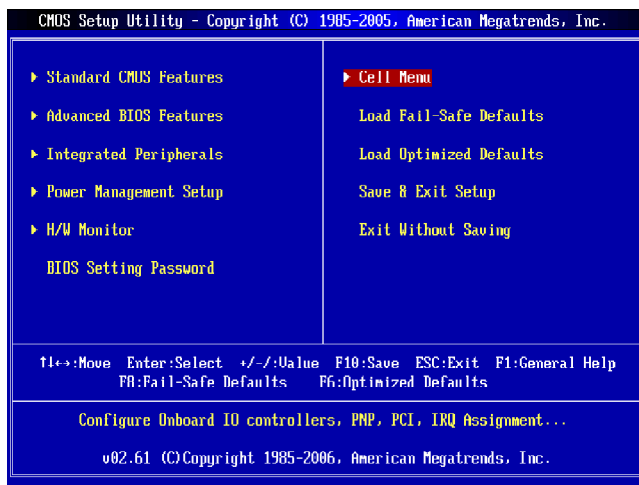 CMOS Setup Utility - Copyright (C) 1985-2005, American Megatrends, Inc.
Standard CMOS Features
Advanced BIOS Features
Integrated Peripherals
Power Management Setup
H/W Monitor
BIOS Setting Password
Cell Menu
Load Fail-Safe Defaults
Load Optimized Defaults
Save & Exit Setup
Exit Without Saving
↑↓←→:Move Enter:Select +/-/:Value F10:Save ESC:Exit F1:General Help
F8:Fail-Safe Defaults F6:Optimized Defaults
Configure Onboard IO controllers, PNP, PCI, IRQ Assignment...
v02.61 (C)Copyright 1985-2006, American Megatrends, Inc.